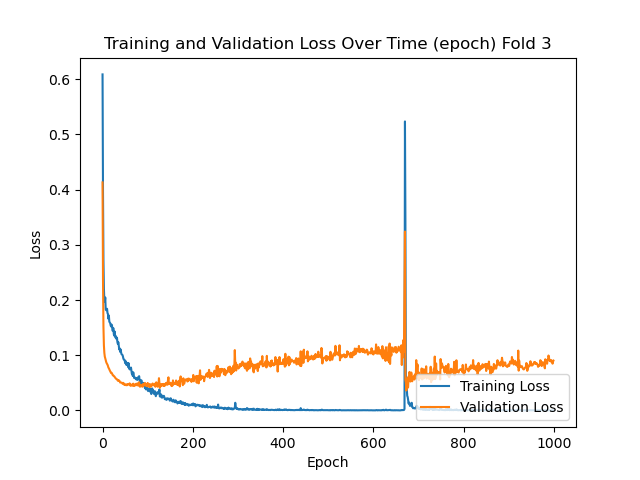 Training and Validation Loss Over Time (epoch) Fold 3
Loss
0.6
0.5
0.4
0.3
0.2
0.1
0.0
Training Loss
Validation Loss
0 200 400 600 800 1000
Epoch